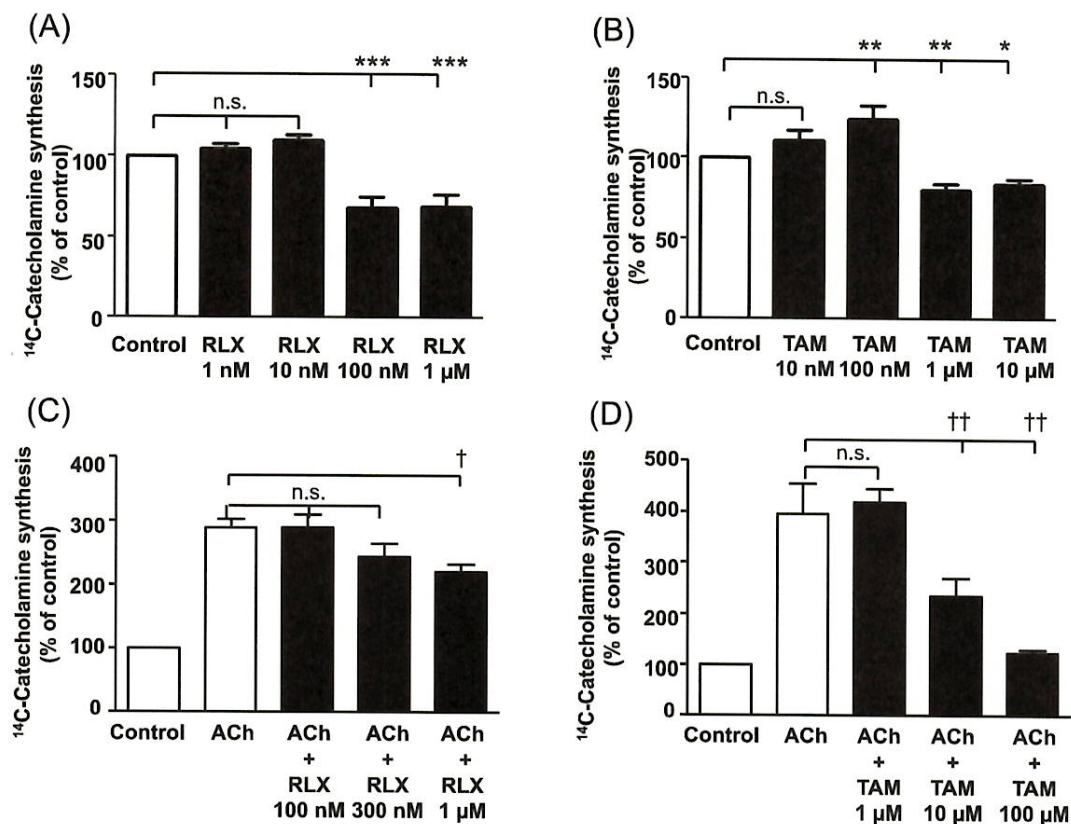 (A)
¹⁴C-Catecholamine synthesis
(% of control)
150
100
50
0
n.s.
*** ***
Control RLX RLX RLX RLX
1 nM 10 nM 100 nM 1 µM
(B)
¹⁴C-Catecholamine synthesis
(% of control)
150
100
50
0
n.s.
** ** *
Control TAM TAM TAM TAM
10 nM 100 nM 1 µM 10 µM
(C)
¹⁴C-Catecholamine synthesis
(% of control)
400
300
200
100
0
†
n.s.
Control ACh ACh ACh ACh
+ + +
RLX RLX RLX
100 nM 300 nM 1 µM
(D)
¹⁴C-Catecholamine synthesis
(% of control)
500
400
300
200
100
0
†† ††
n.s.
Control ACh ACh ACh ACh
+ + +
TAM TAM TAM
1 µM 10 µM 100 µM